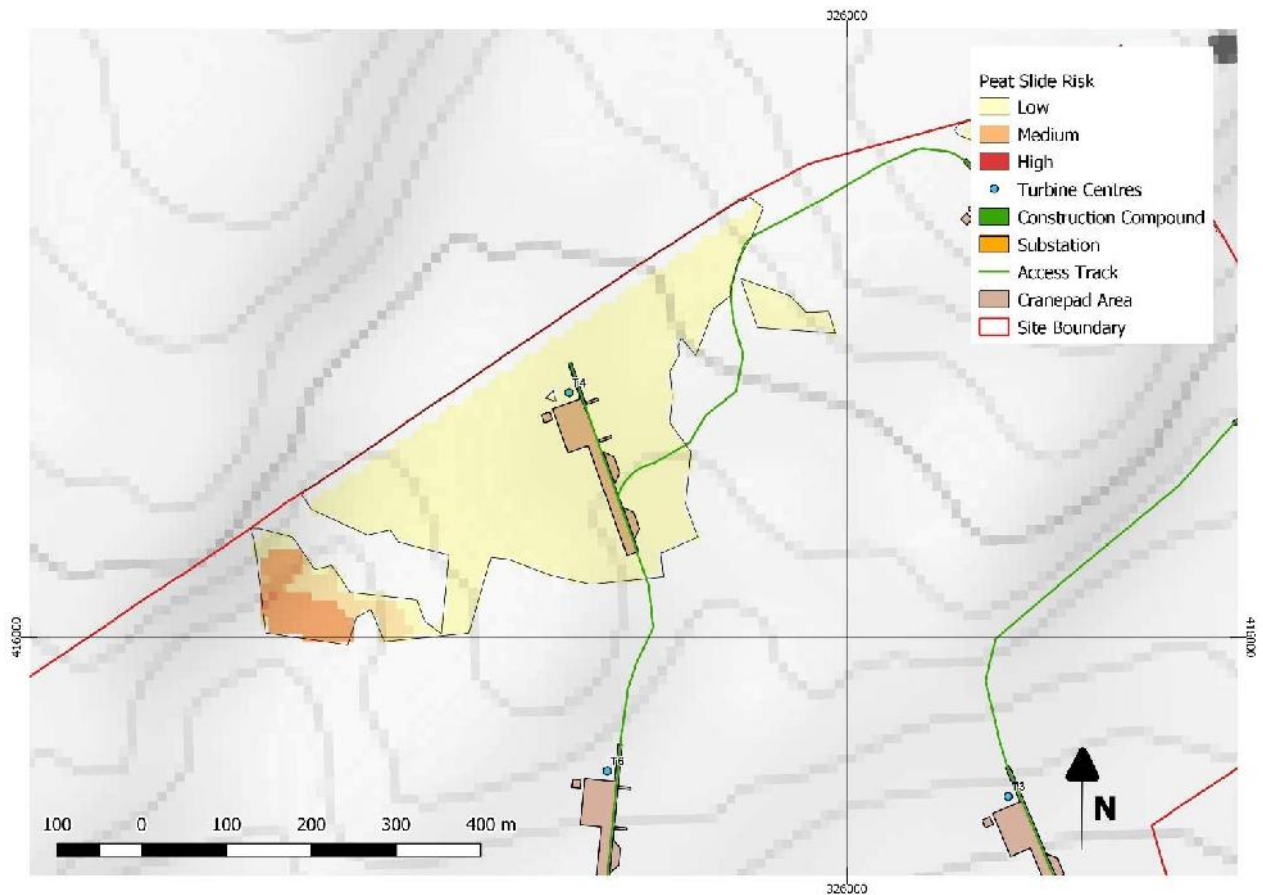 326000
Peat Slide Risk
Low
Medium
High
Turbine Centres
Construction Compound
Substation
Access Track
Cranepad Area
Site Boundary
T4
416000
416000
T6
T3
100 0 100 200 300 400 m
N
326000